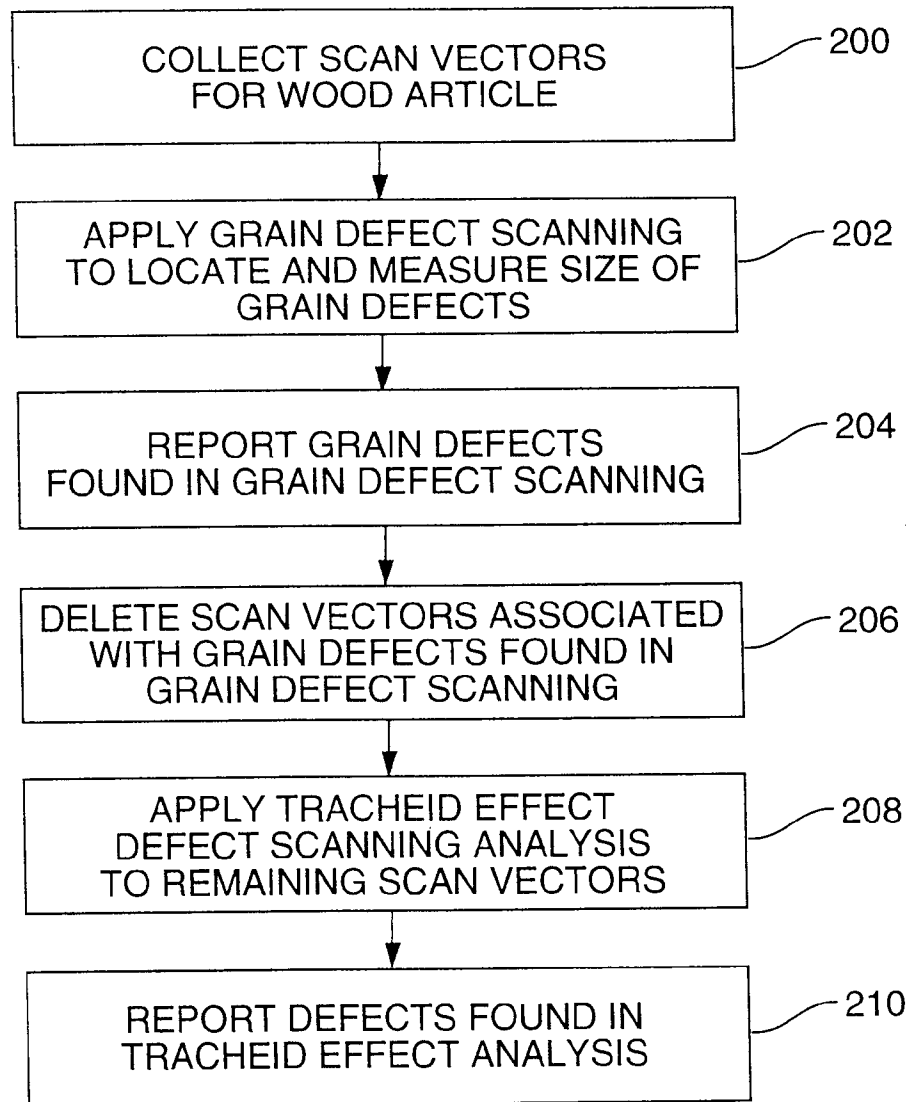 COLLECT SCAN VECTORS
FOR WOOD ARTICLE
200
APPLY GRAIN DEFECT SCANNING
TO LOCATE AND MEASURE SIZE OF
GRAIN DEFECTS
202
REPORT GRAIN DEFECTS
FOUND IN GRAIN DEFECT SCANNING
204
DELETE SCAN VECTORS ASSOCIATED
WITH GRAIN DEFECTS FOUND IN
GRAIN DEFECT SCANNING
206
APPLY TRACHEID EFFECT
DEFECT SCANNING ANALYSIS
TO REMAINING SCAN VECTORS
208
REPORT DEFECTS FOUND IN
TRACHEID EFFECT ANALYSIS
210